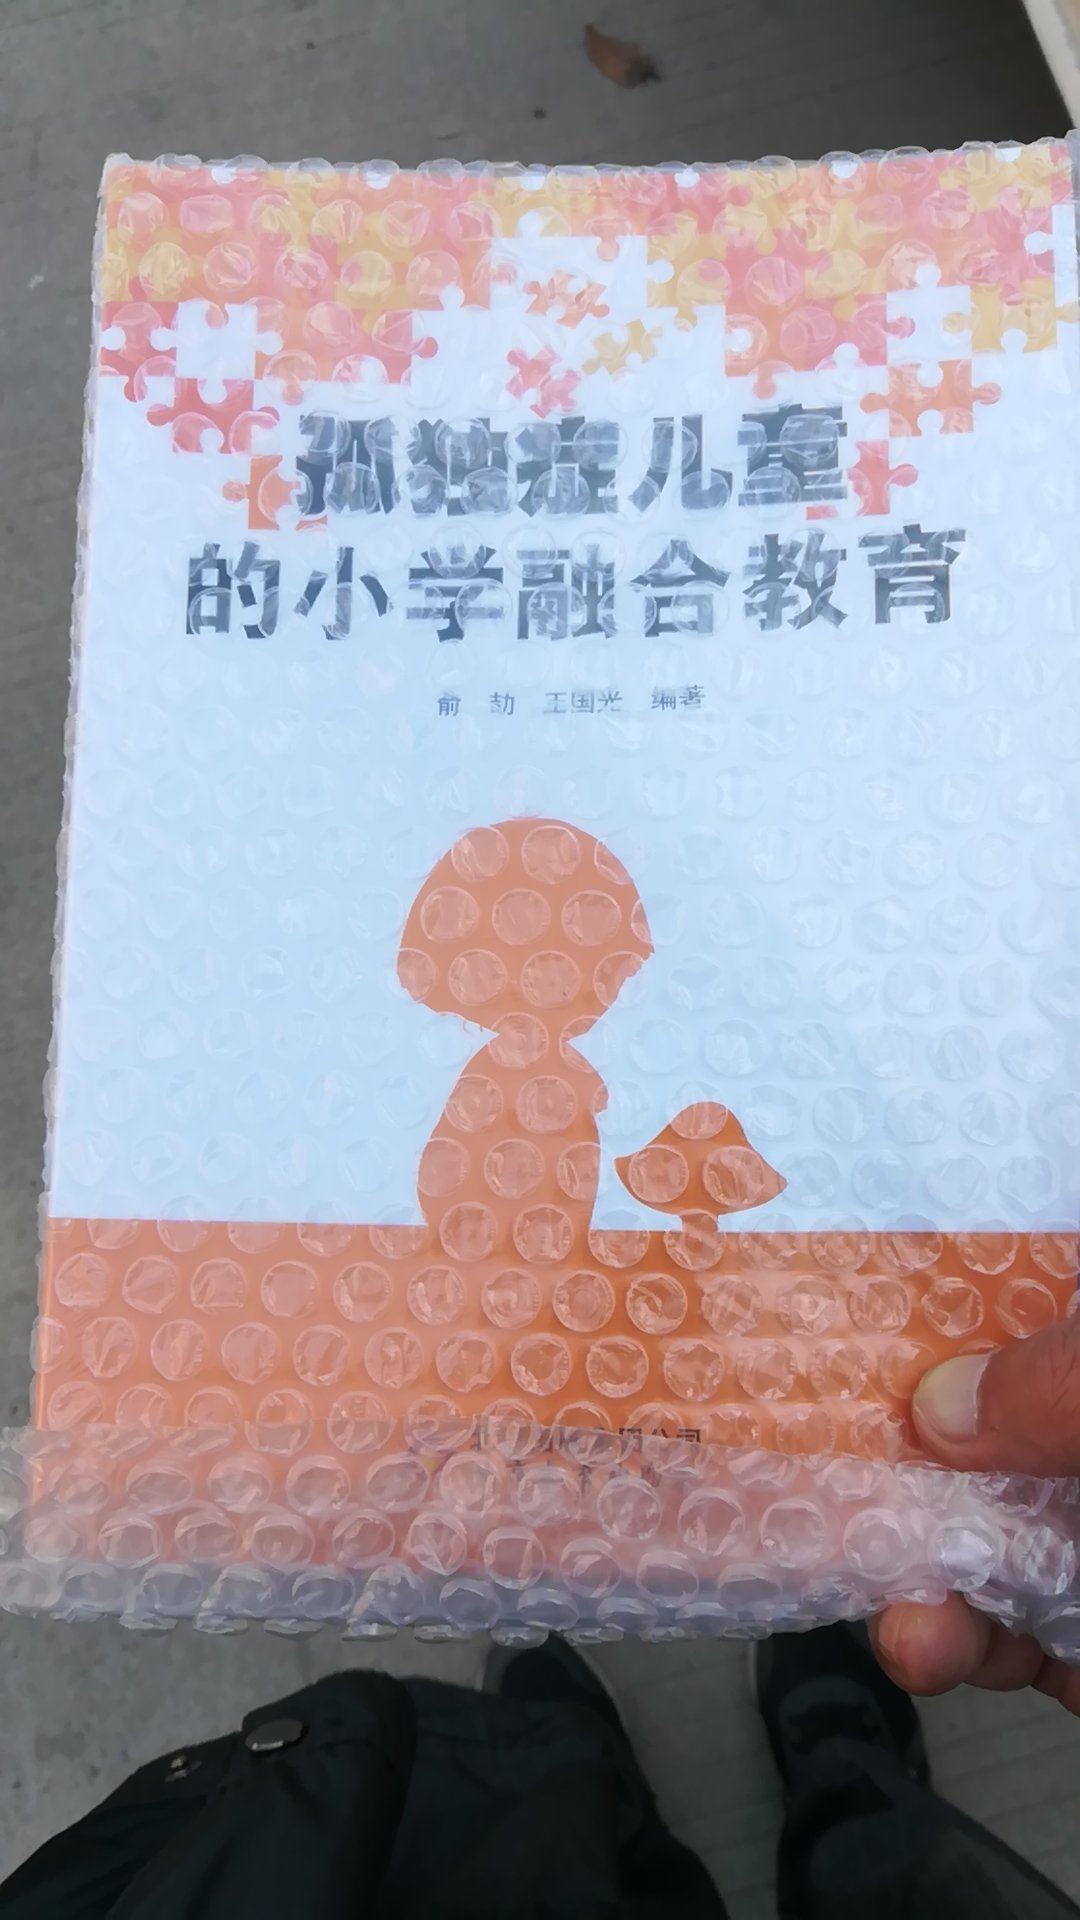 孤独症儿童
的小学融合教育
俞 劼 王国光 编著